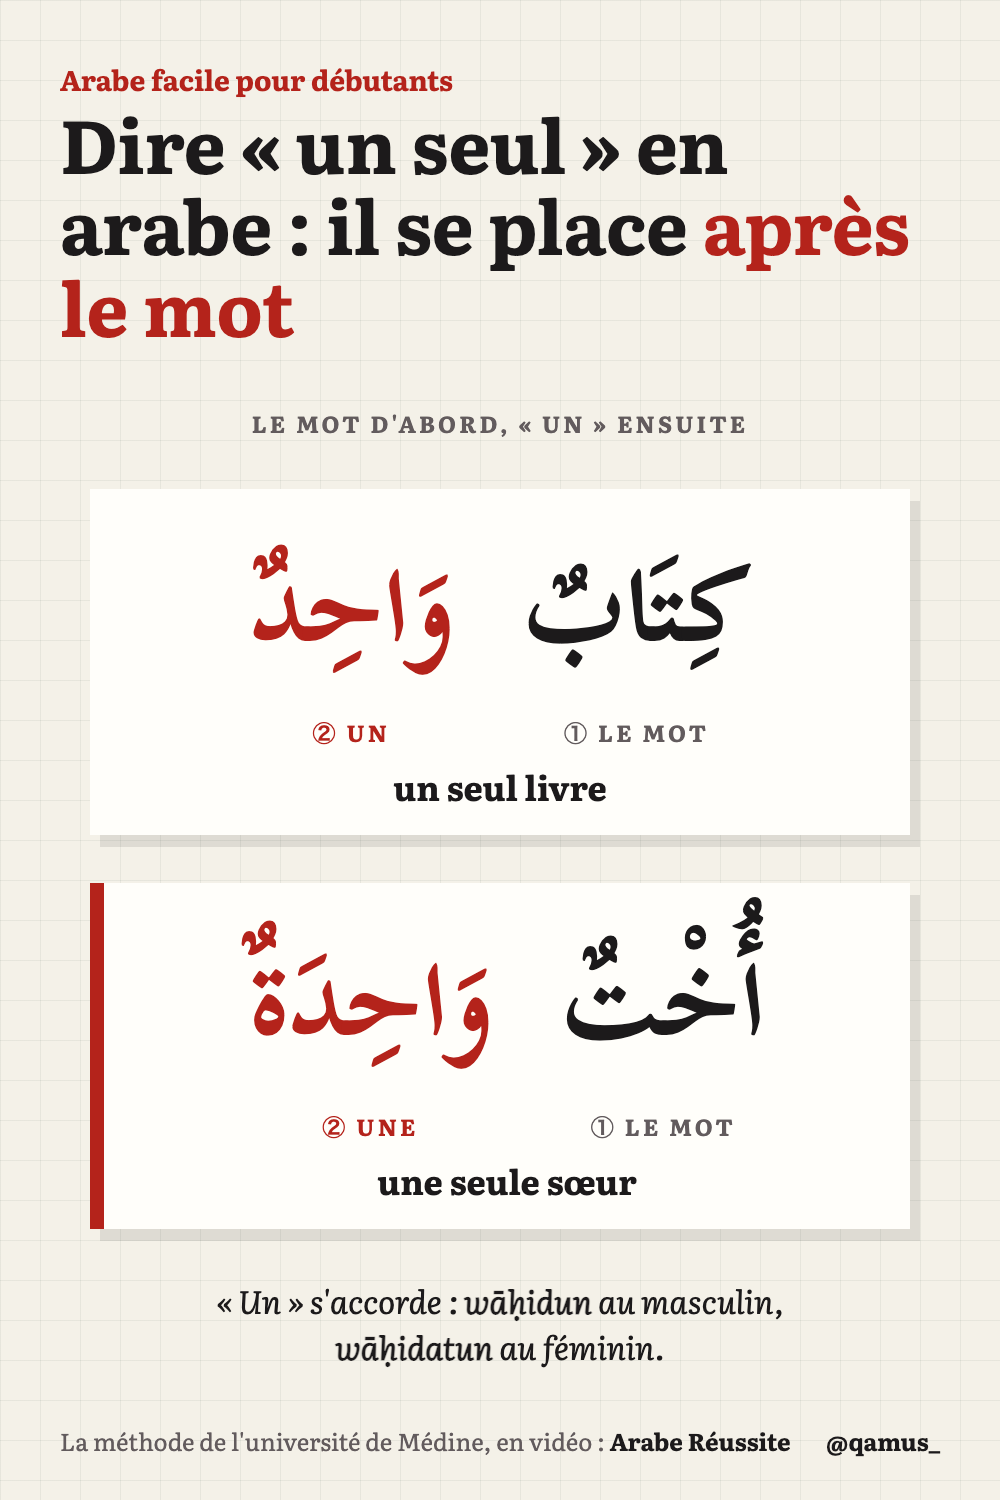 Arabe facile pour débutants
Dire « un seul » en
arabe : il se place après
le mot
LE MOT D'ABORD, « UN » ENSUITE
كِتَابٌ وَاحِدٌ
① LE MOT ② UN
un seul livre
أُخْتٌ وَاحِدَةٌ
① LE MOT ② UNE
une seule sœur
« Un » s'accorde : wāḥidun au masculin,
wāḥidatun au féminin.
La méthode de l'université de Médine, en vidéo : Arabe Réussite @qamus_